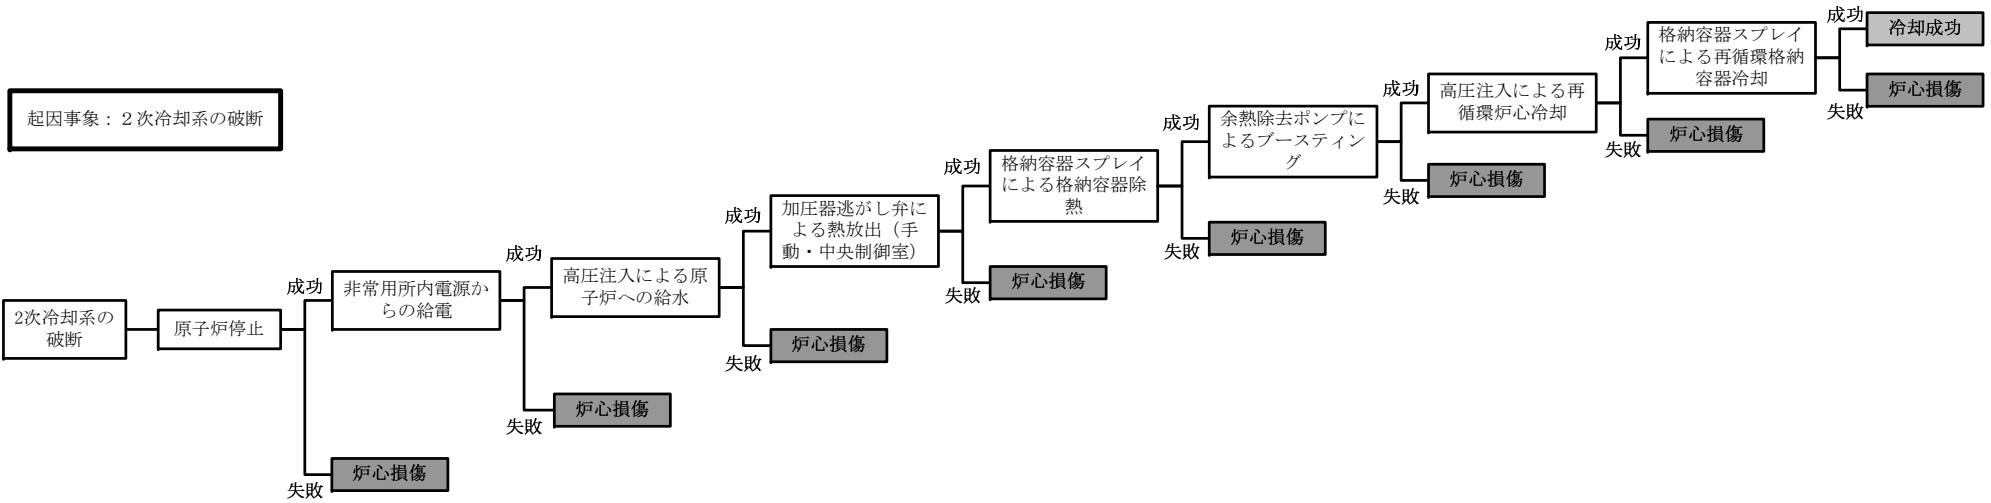 起因事象：２次冷却系の破断
2次冷却系の
破断
原子炉停止
成功
失敗
非常用所内電源か
らの給電
炉心損傷
成功
失敗
高圧注入による原
子炉への給水
炉心損傷
成功
失敗
加圧器逃がし弁に
よる熱放出（手
動・中央制御室）
炉心損傷
成功
失敗
格納容器スプレイ
による格納容器除
熱
炉心損傷
成功
失敗
余熱除去ポンプに
よるブースティン
グ
炉心損傷
成功
失敗
高圧注入による再
循環炉心冷却
炉心損傷
成功
失敗
格納容器スプレイ
による再循環格納
容器冷却
炉心損傷
成功
失敗
冷却成功
炉心損傷